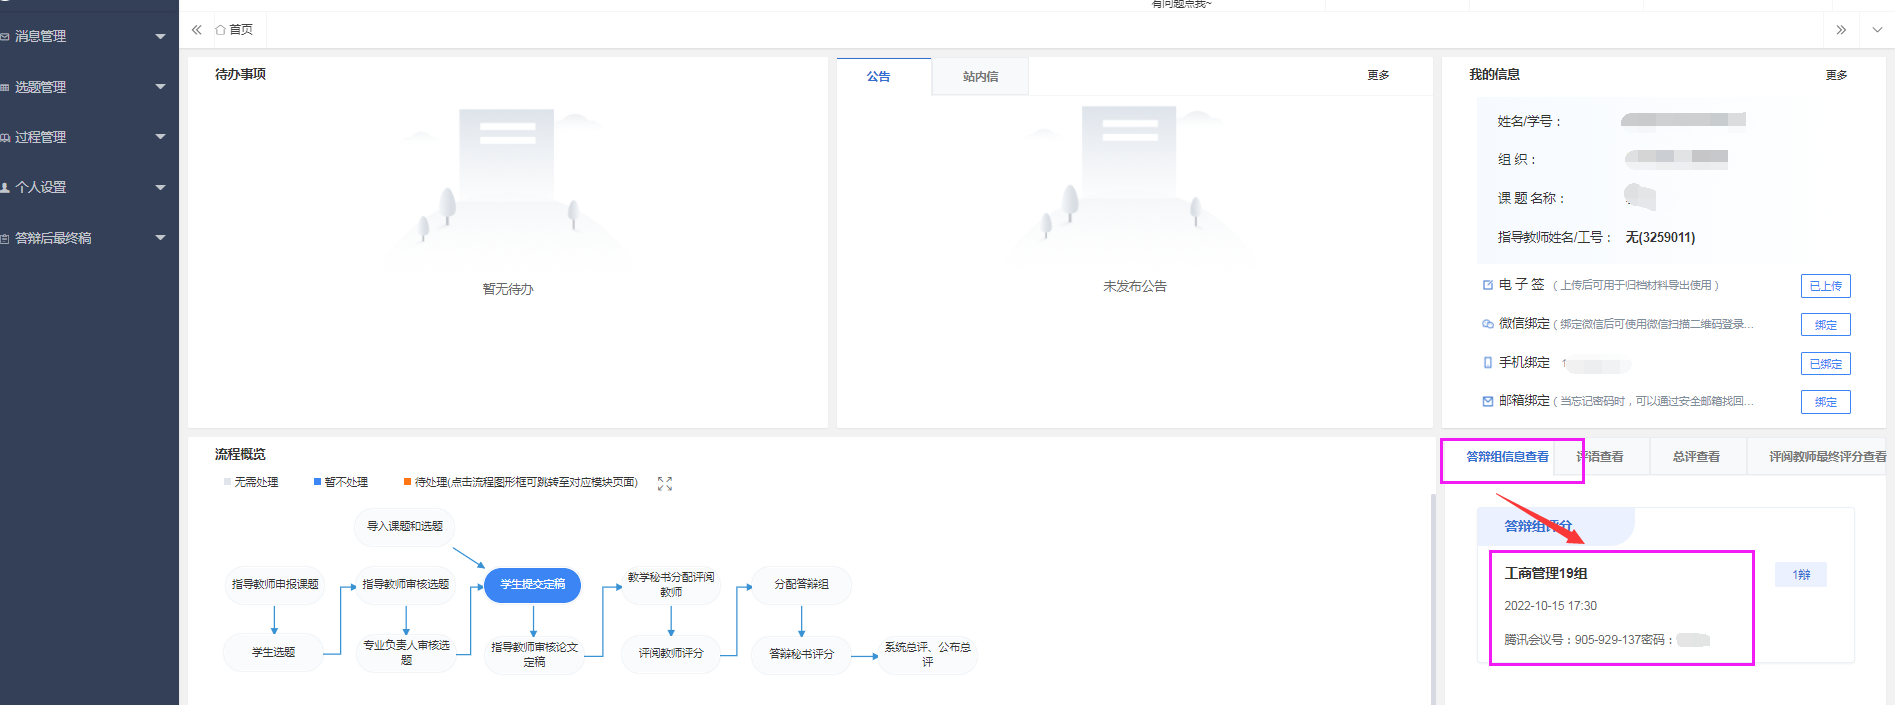 有问题点我~
消息管理
选题管理
过程管理
个人设置
答辩后最终稿
首页
待办事项
暂无待办
公告
站内信
更多
未发布公告
我的信息
更多
姓名/学号：
组 织：
课 题 名称：
指导教师姓名/工号： 无(3259011)
电 子 签 （上传后可用于归档材料导出使用）
已上传
微信绑定（绑定微信后可使用微信扫描二维码登录...
绑定
手机绑定 1
已绑定
邮箱绑定（当忘记密码时，可以通过安全邮箱找回...
绑定
流程概览
无需处理
暂不处理
待处理(点击流程图形框可跳转至对应模块页面)
导入课题和选题
指导教师申报课题
指导教师审核选题
学生提交定稿
教学秘书分配评阅
教师
分配答辩组
学生选题
专业负责人审核选
题
指导教师审核论文
定稿
评阅教师评分
答辩秘书评分
系统总评、公布总
评
答辩组信息查看
评语查看
总评查看
评阅教师最终评分查看
答辩组评分
工商管理19组
1辩
2022-10-15 17:30
腾讯会议号：905-929-137密码：